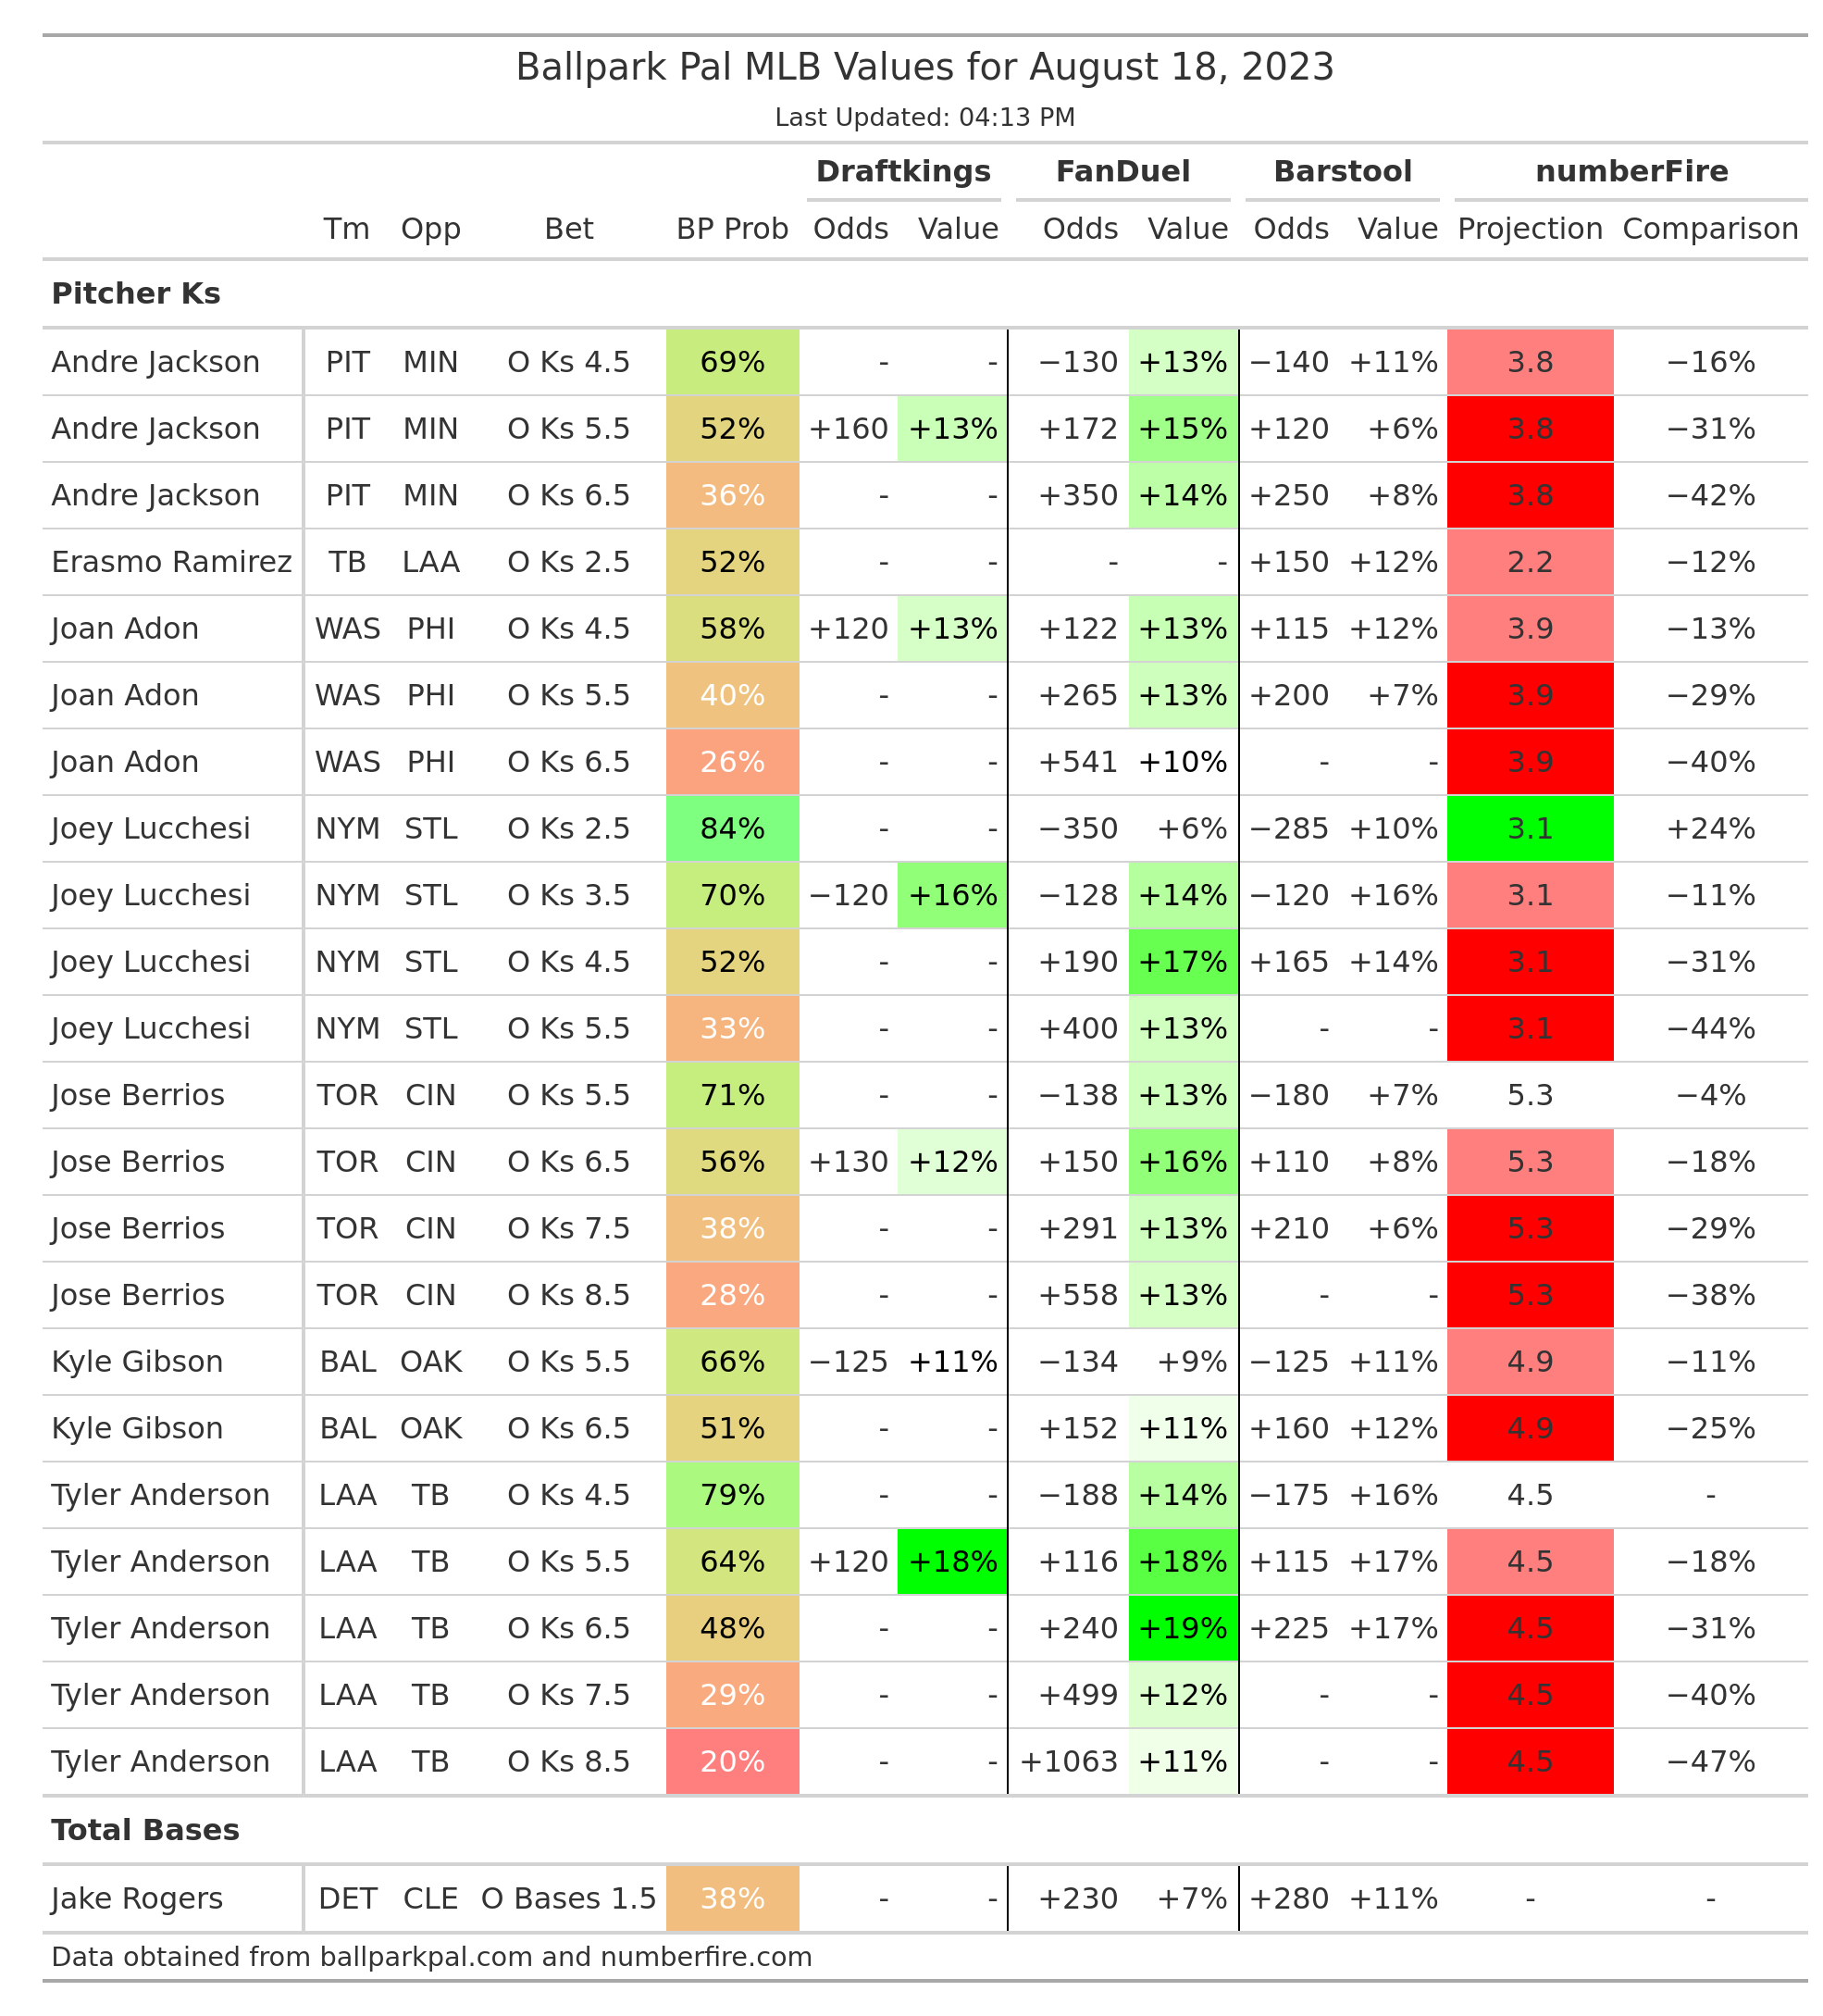 Ballpark Pal MLB Values for August 18, 2023
Last Updated: 04:13 PM
Draftkings FanDuel Barstool numberFire
Tm Opp Bet BP Prob Odds Value Odds Value Odds Value Projection Comparison
Pitcher Ks
Andre Jackson PIT MIN O Ks 4.5 69% - - −130 +13% −140 +11% 3.8 −16%
Andre Jackson PIT MIN O Ks 5.5 52% +160 +13% +172 +15% +120 +6% 3.8 −31%
Andre Jackson PIT MIN O Ks 6.5 36% - - +350 +14% +250 +8% 3.8 −42%
Erasmo Ramirez TB LAA O Ks 2.5 52% - - - - +150 +12% 2.2 −12%
Joan Adon WAS PHI O Ks 4.5 58% +120 +13% +122 +13% +115 +12% 3.9 −13%
Joan Adon WAS PHI O Ks 5.5 40% - - +265 +13% +200 +7% 3.9 −29%
Joan Adon WAS PHI O Ks 6.5 26% - - +541 +10% - - 3.9 −40%
Joey Lucchesi NYM STL O Ks 2.5 84% - - −350 +6% −285 +10% 3.1 +24%
Joey Lucchesi NYM STL O Ks 3.5 70% −120 +16% −128 +14% −120 +16% 3.1 −11%
Joey Lucchesi NYM STL O Ks 4.5 52% - - +190 +17% +165 +14% 3.1 −31%
Joey Lucchesi NYM STL O Ks 5.5 33% - - +400 +13% - - 3.1 −44%
Jose Berrios TOR CIN O Ks 5.5 71% - - −138 +13% −180 +7% 5.3 −4%
Jose Berrios TOR CIN O Ks 6.5 56% +130 +12% +150 +16% +110 +8% 5.3 −18%
Jose Berrios TOR CIN O Ks 7.5 38% - - +291 +13% +210 +6% 5.3 −29%
Jose Berrios TOR CIN O Ks 8.5 28% - - +558 +13% - - 5.3 −38%
Kyle Gibson BAL OAK O Ks 5.5 66% −125 +11% −134 +9% −125 +11% 4.9 −11%
Kyle Gibson BAL OAK O Ks 6.5 51% - - +152 +11% +160 +12% 4.9 −25%
Tyler Anderson LAA TB O Ks 4.5 79% - - −188 +14% −175 +16% 4.5 -
Tyler Anderson LAA TB O Ks 5.5 64% +120 +18% +116 +18% +115 +17% 4.5 −18%
Tyler Anderson LAA TB O Ks 6.5 48% - - +240 +19% +225 +17% 4.5 −31%
Tyler Anderson LAA TB O Ks 7.5 29% - - +499 +12% - - 4.5 −40%
Tyler Anderson LAA TB O Ks 8.5 20% - - +1063 +11% - - 4.5 −47%
Total Bases
Jake Rogers DET CLE O Bases 1.5 38% - - +230 +7% +280 +11% - -
Data obtained from ballparkpal.com and numberfire.com